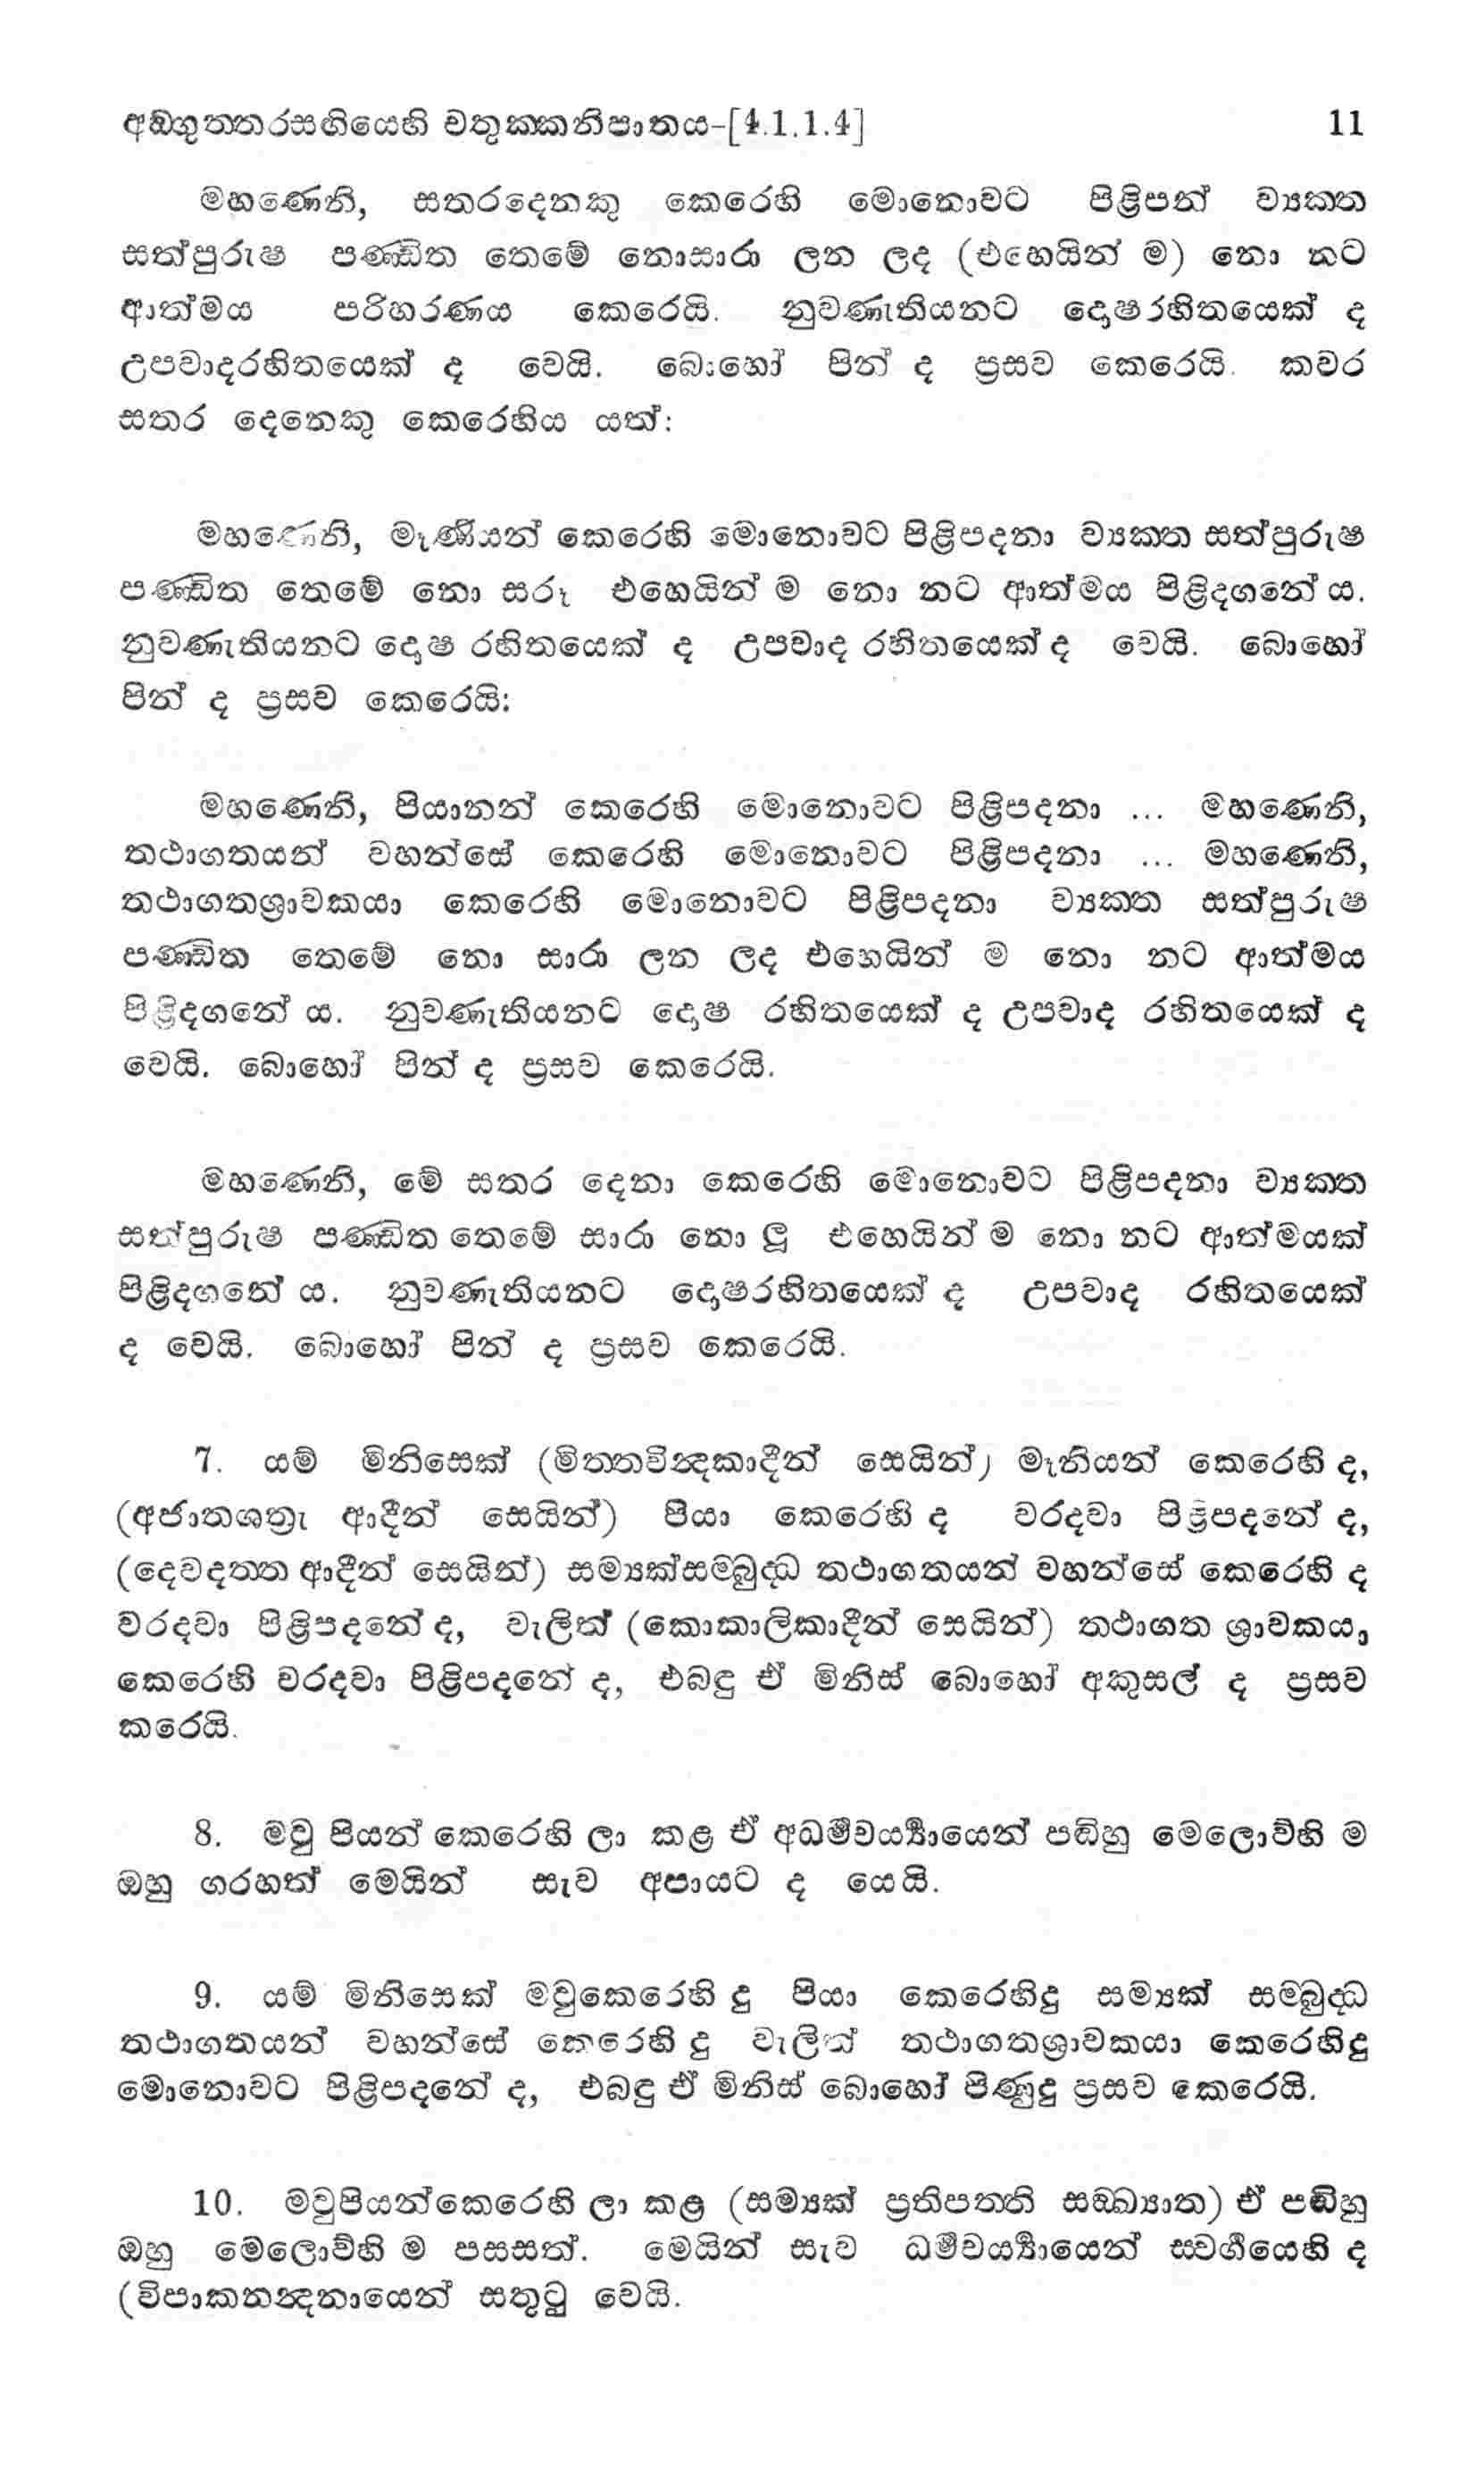 අඞ්ගුත්තරසඟියෙහි චතුක්කනිපාතය-[4.1.1.4] 11
මහණෙනි, සතරදෙනකු කෙරෙහි මොනොවට පිළිපන් ව්‍යක්ත
සත්පුරුෂ පණ්ඩිත තෙමේ නොසාරා ලන ලද (එහෙයින් ම) නො නට
ආත්මය පරිහරණය කෙරෙයි. නුවණැතියනට දොෂරහිතයෙක් ද
උපවාදරහිතයෙක් ද වෙයි. බොහෝ පින් ද ප්‍රසව කෙරෙයි. කවර
සතර දෙනෙකු කෙරෙහිය යත්:
මහණෙනි, මෑණියන් කෙරෙහි මොනොවට පිළිපදනා ව්‍යක්ත සත්පුරුෂ
පණ්ඩිත තෙමේ නො සරූ එහෙයින් ම නො නට ආත්මය පිළිදගනේ ය.
නුවණැතියනට දොෂ රහිතයෙක් ද උපවාද රහිතයෙක් ද වෙයි. බොහෝ
පින් ද ප්‍රසව කෙරෙයි:
මහණෙනි, පියානන් කෙරෙහි මොනොවට පිළිපදනා ... මහණෙනි,
තථාගතයන් වහන්සේ කෙරෙහි මොනොවට පිළිපදනා ... මහණෙනි,
තථාගතශ්‍රාවකයා කෙරෙහි මොනොවට පිළිපදනා ව්‍යක්ත සත්පුරුෂ
පණ්ඩිත තෙමේ නො සාරා ලන ලද එහෙයින් ම නො නට ආත්මය
පිළිදගනේ ය. නුවණැතියනට දොෂ රහිතයෙක් ද උපවාද රහිතයෙක් ද
වෙයි. බොහෝ පින් ද ප්‍රසව කෙරෙයි.
මහණෙනි, මේ සතර දෙනා කෙරෙහි මොනොවට පිළිපදනා ව්‍යක්ත
සත්පුරුෂ පණ්ඩිත තෙමේ සාරා නො ලූ එහෙයින් ම නො නට ආත්මයක්
පිළිදගනේ ය. නුවණැතියනට දොෂරහිතයෙක් ද උපවාද රහිතයෙක්
ද වෙයි. බොහෝ පින් ද ප්‍රසව කෙරෙයි.
7. යම් මිනිසෙක් (මිත්තවින්දකාදීන් සෙයින්) මෑනියන් කෙරෙහි ද,
(අජාතශත්‍රැ ආදීන් සෙයින්) පියා කෙරෙහි ද වරදවා පිළිපදනේ ද,
(දෙවදත්ත ආදීන් සෙයින්) සම්‍යක්සම්බුද්ධ තථාගතයන් වහන්සේ කෙරෙහි ද
වරදවා පිළිපදනේ ද, වැලිත් (කොකාලිකාදීන් සෙයින්) තථාගත ශ්‍රාවකයා
කෙරෙහි වරදවා පිළිපදනේ ද, එබඳු ඒ මිනිස් බොහෝ අකුසල් ද ප්‍රසව
කරෙයි.
8. මවු පියන් කෙරෙහි ලා කළ ඒ අධර්මචර්‍ය්‍යායෙන් පඬිහු මෙලොව්හි ම
ඔහු ගරහත් මෙයින් සැව අපායට ද යෙයි.
9. යම් මිනිසෙක් මවුකෙරෙහි දු පියා කෙරෙහිදු සම්‍යක් සම්බුද්ධ
තථාගතයන් වහන්සේ කෙරෙහි දු වැලිත් තථාගතශ්‍රාවකයා කෙරෙහිදු
මොනොවට පිළිපදනේ ද, එබඳු ඒ මිනිස් බොහෝ පිණුදු ප්‍රසව කෙරෙයි.
10. මවුපියන්කෙරෙහි ලා කළ (සම්‍යක් ප්‍රතිපත්ති සඞ්ඛ්‍යාත) ඒ පඬිහු
ඔහු මෙලොව්හි ම පසසත්. මෙයින් සැව ධර්මචර්‍ය්‍යායෙන් ස්වර්ගයෙහි ද
(විපාකනන්දනායෙන් සතුටු වෙයි.